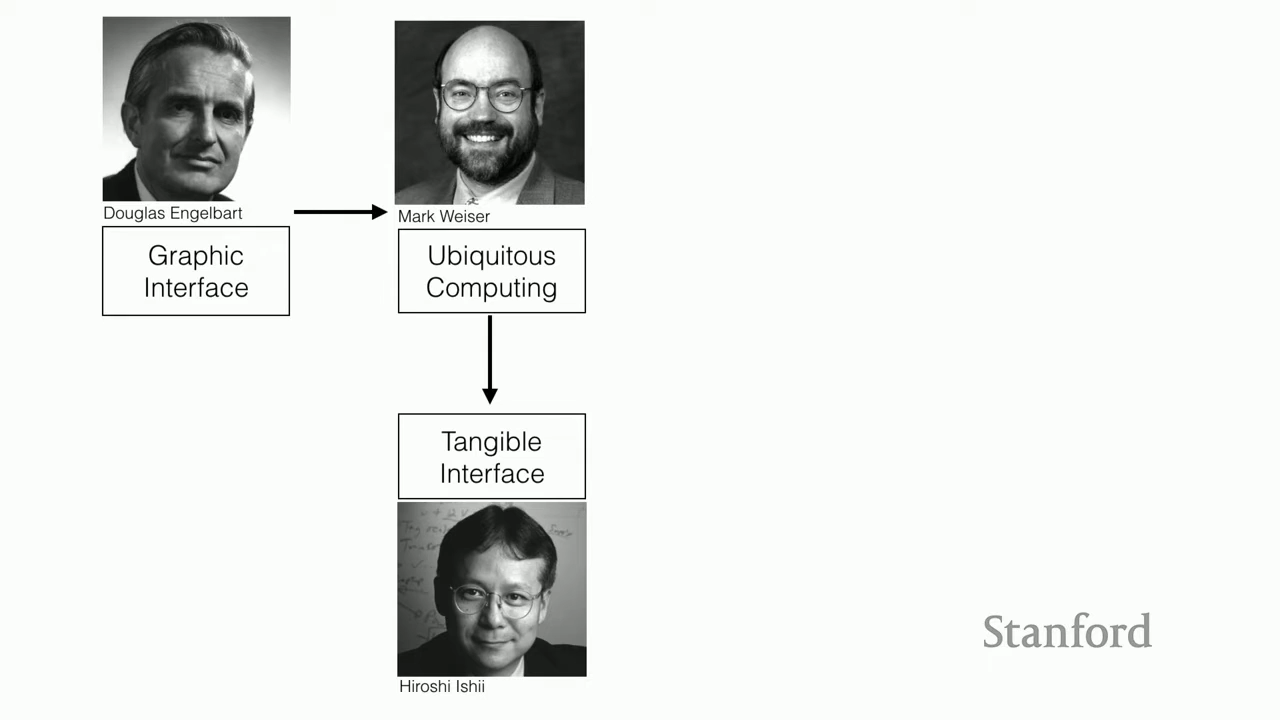 Douglas Engelbart
Graphic
Interface
Mark Weiser
Ubiquitous
Computing
Tangible
Interface
Hiroshi Ishii
Stanford